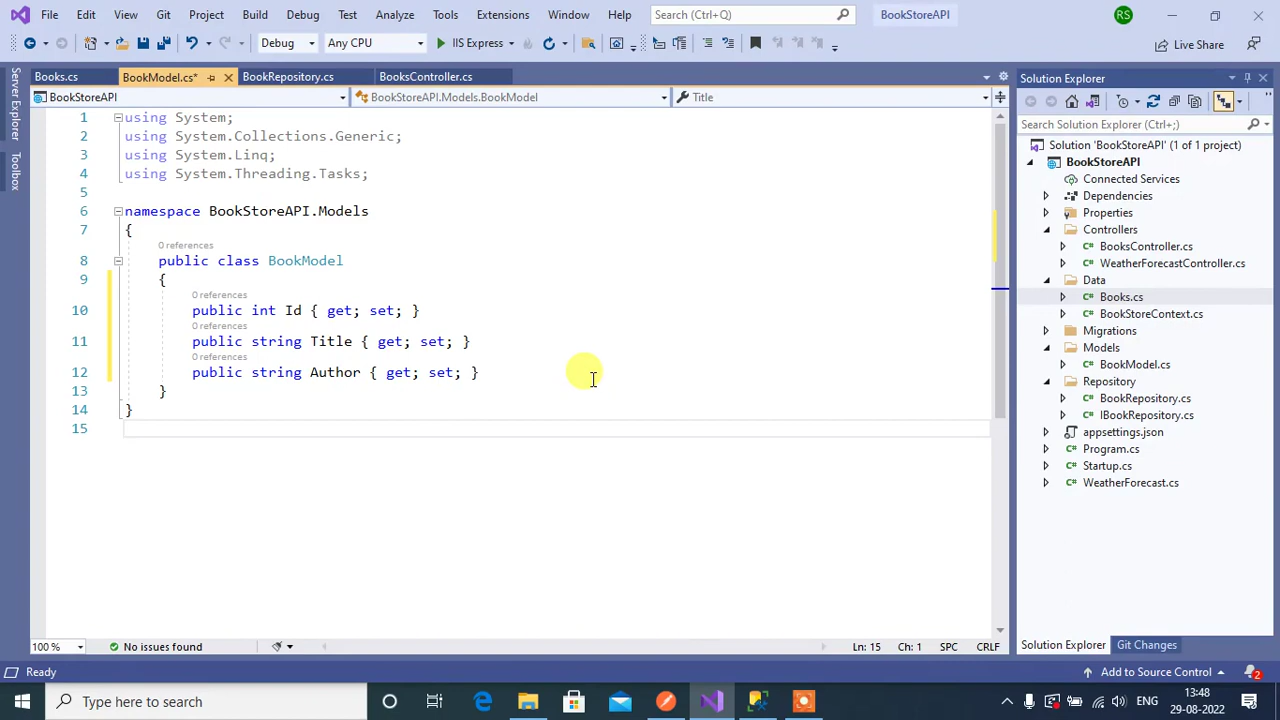 File Edit View Git Project Build Debug Test Analyze Tools Extensions Window Help Search (Ctrl+Q) BookStoreAPI RS
Debug Any CPU IIS Express Live Share
Server Explorer
Toolbox
Books.cs BookModel.cs* BookRepository.cs BooksController.cs
BookStoreAPI BookStoreAPI.Models.BookModel Title
1 using System;
2 using System.Collections.Generic;
3 using System.Linq;
4 using System.Threading.Tasks;
5
6 namespace BookStoreAPI.Models
7 {
0 references
8 public class BookModel
9 {
0 references
10 public int Id { get; set; }
0 references
11 public string Title { get; set; }
0 references
12 public string Author { get; set; }
13 }
14 }
15
100 % No issues found Ln: 15 Ch: 1 SPC CRLF
Solution Explorer
Search Solution Explorer (Ctrl+;)
Solution 'BookStoreAPI' (1 of 1 project)
BookStoreAPI
Connected Services
Dependencies
Properties
Controllers
C# BooksController.cs
C# WeatherForecastController.cs
Data
C# Books.cs
C# BookStoreContext.cs
Migrations
Models
C# BookModel.cs
Repository
C# BookRepository.cs
C# IBookRepository.cs
appsettings.json
C# Program.cs
C# Startup.cs
C# WeatherForecast.cs
Solution Explorer Git Changes
Ready Add to Source Control 2
Type here to search ENG 13:48
29-08-2022